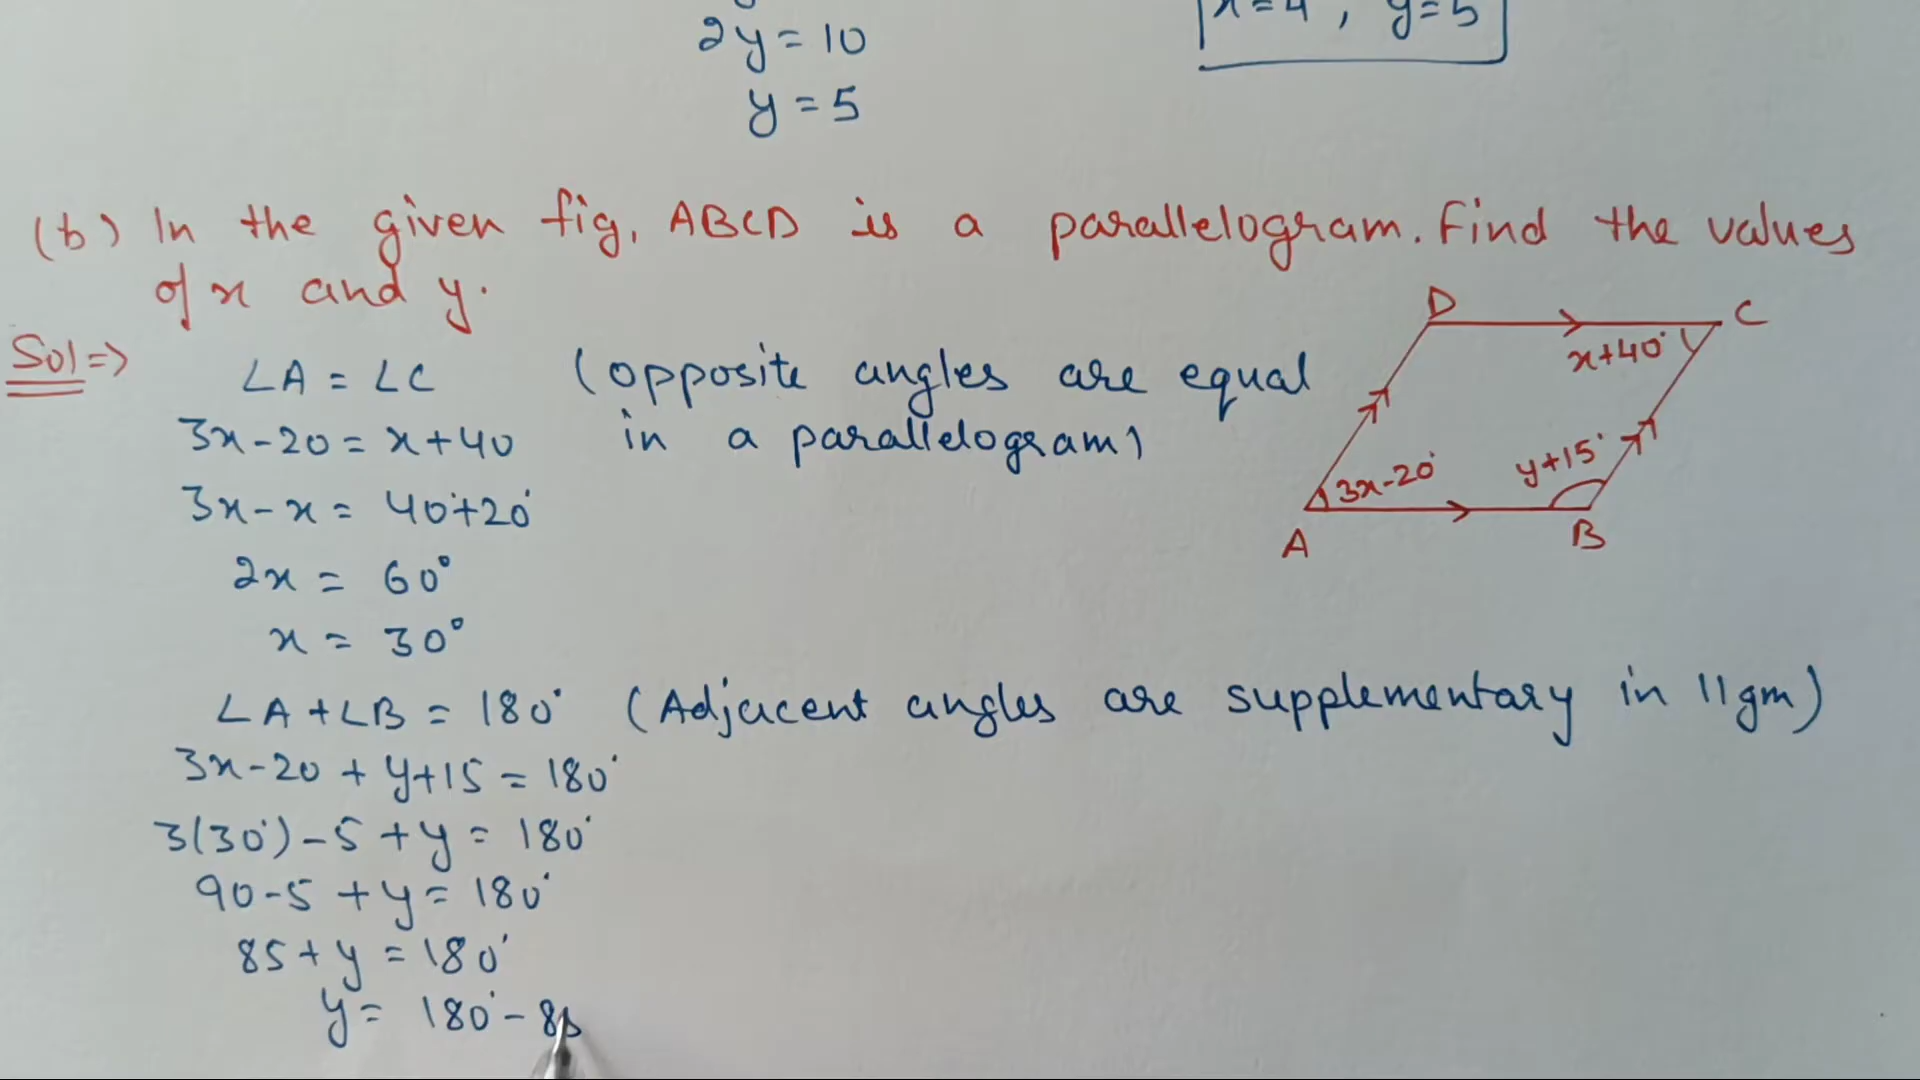 2y = 10
x = 4 , y = 5
y = 5
(b) In the given fig, ABCD is a parallelogram. Find the values
of x and y.
Sol =>
∠A = ∠C (opposite angles are equal
3x-20 = x+40 in a parallelogram)
3x-x = 40°+20°
2x = 60°
x = 30°
D
C
x+40°
y+15°
3x-20°
A
B
∠A+∠B = 180° (Adjacent angles are supplementary in ||gm)
3x-20 + y+15 = 180°
3(30°)-5 + y = 180°
90-5 + y = 180°
85+y = 180°
y = 180°-85